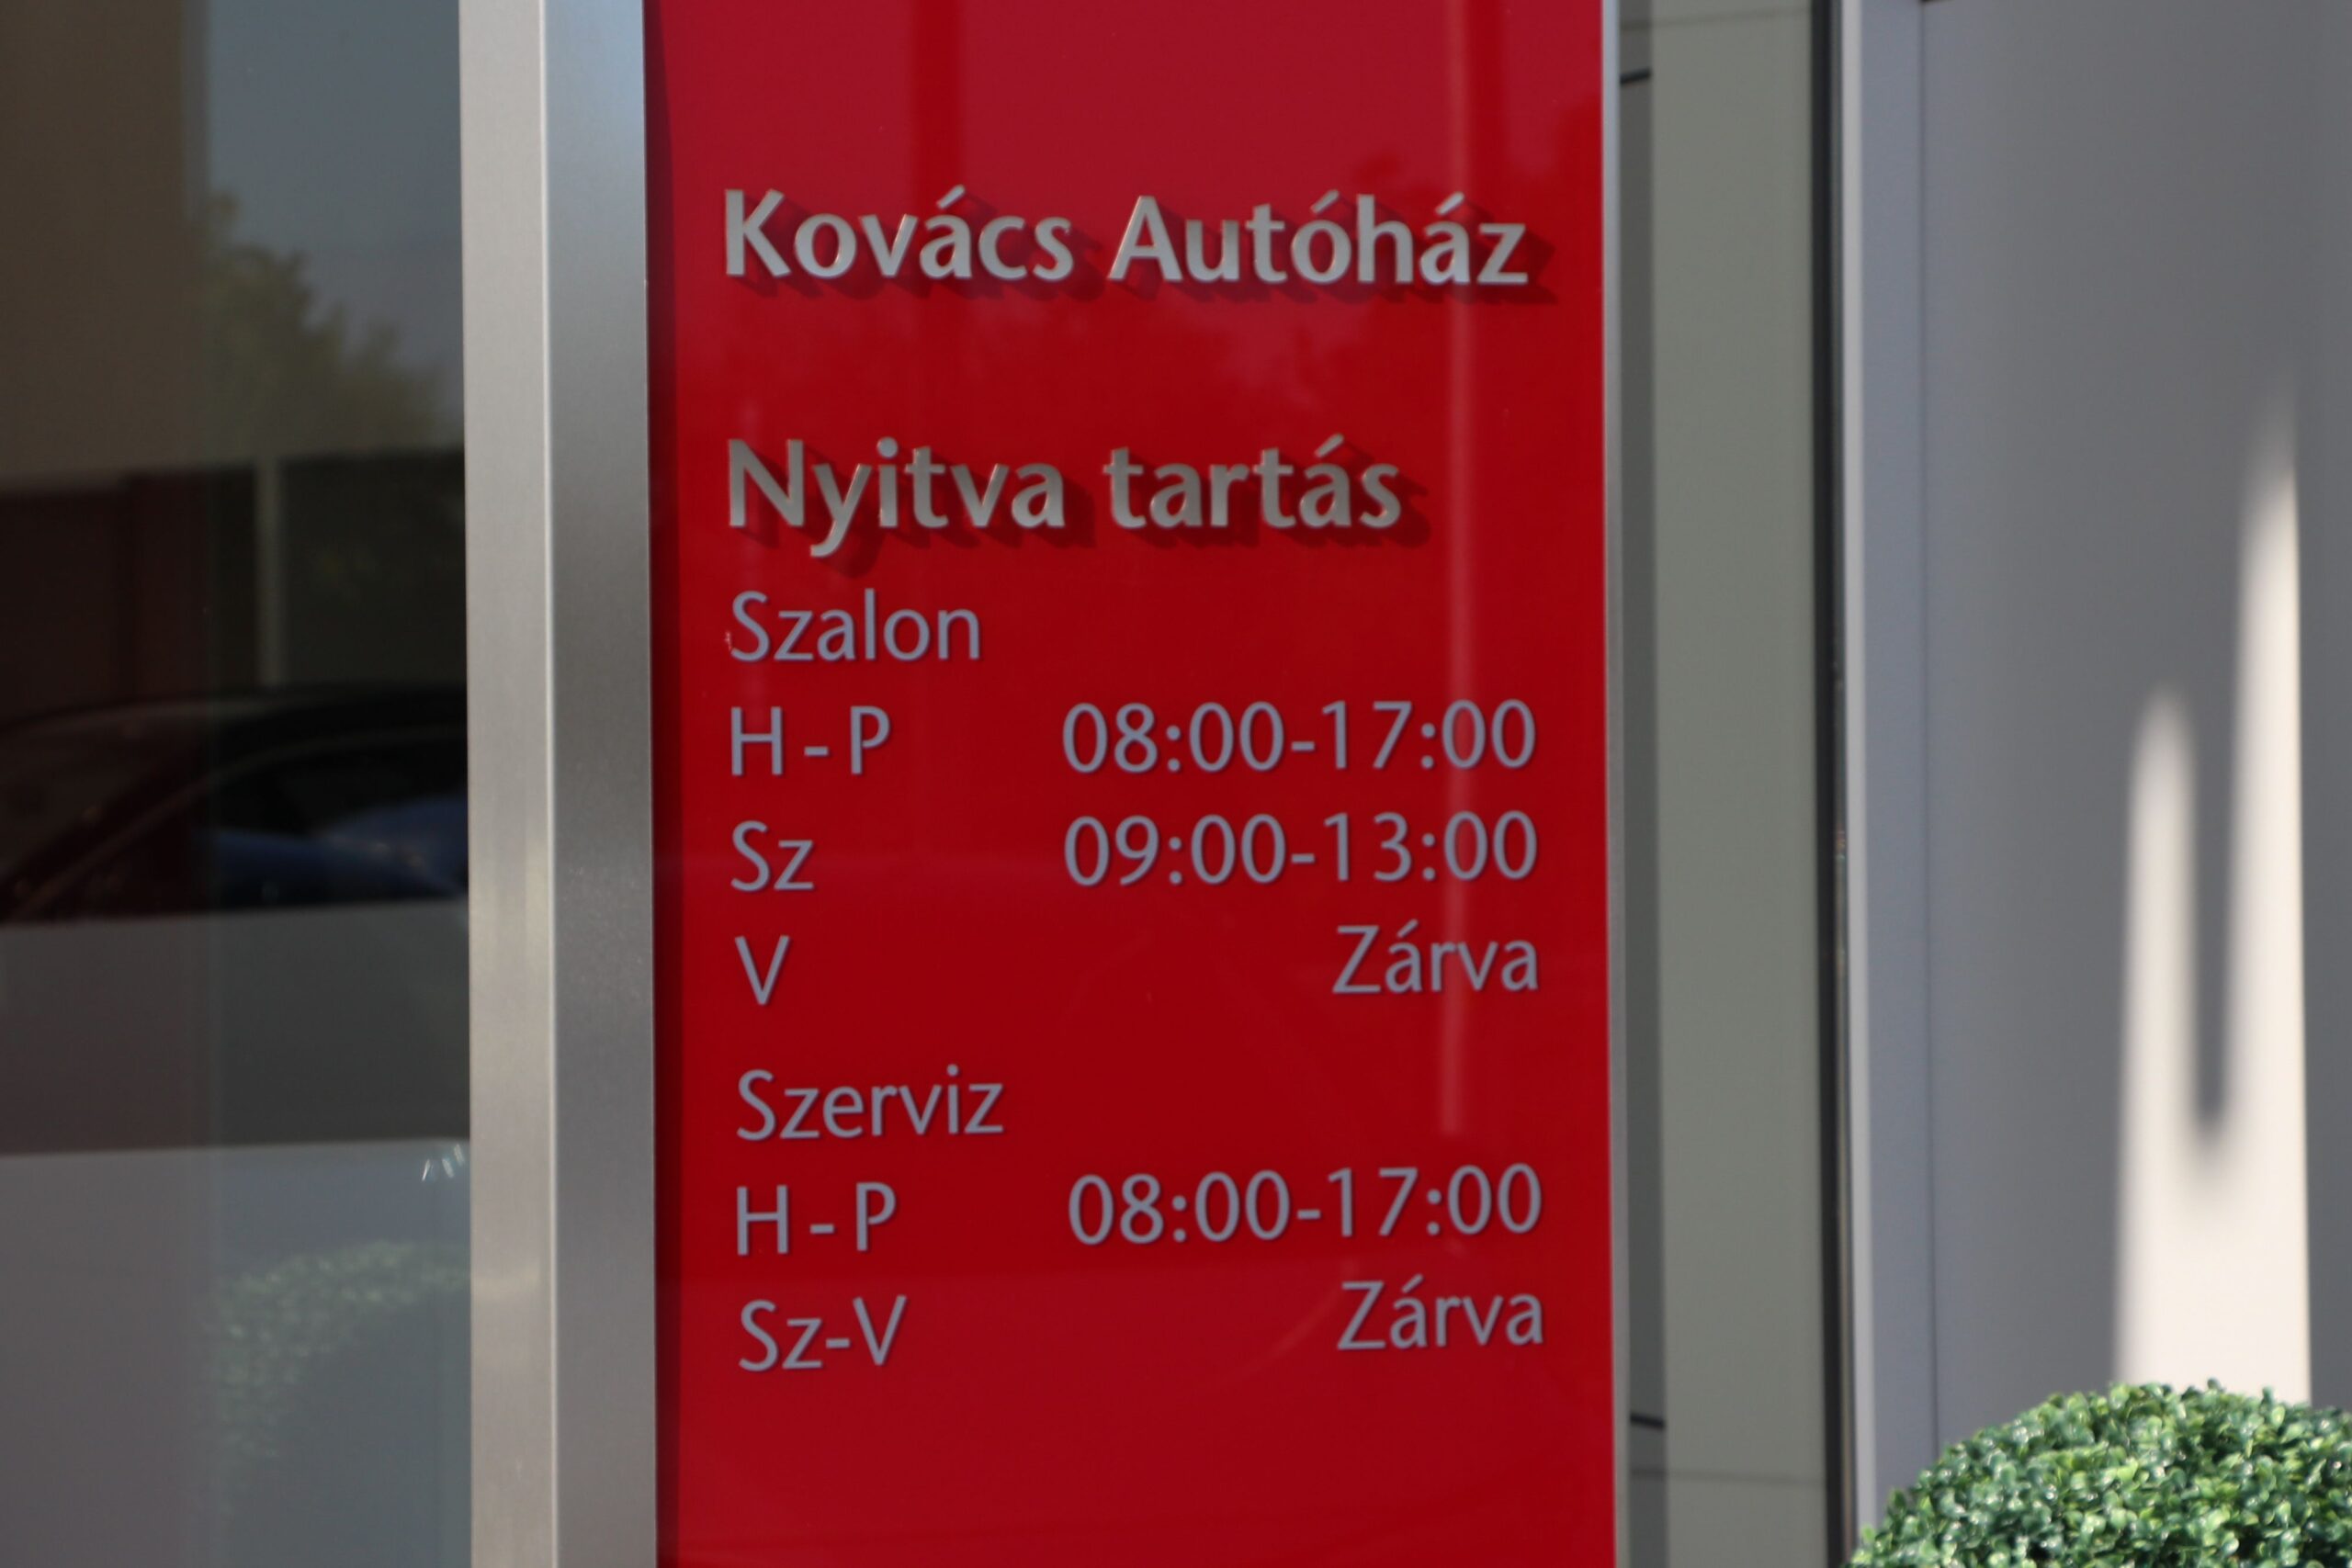 Kovács Autóház
Nyitva tartás
Szalon
H - P 08:00-17:00
Sz 09:00-13:00
V Zárva
Szerviz
H - P 08:00-17:00
Sz-V Zárva